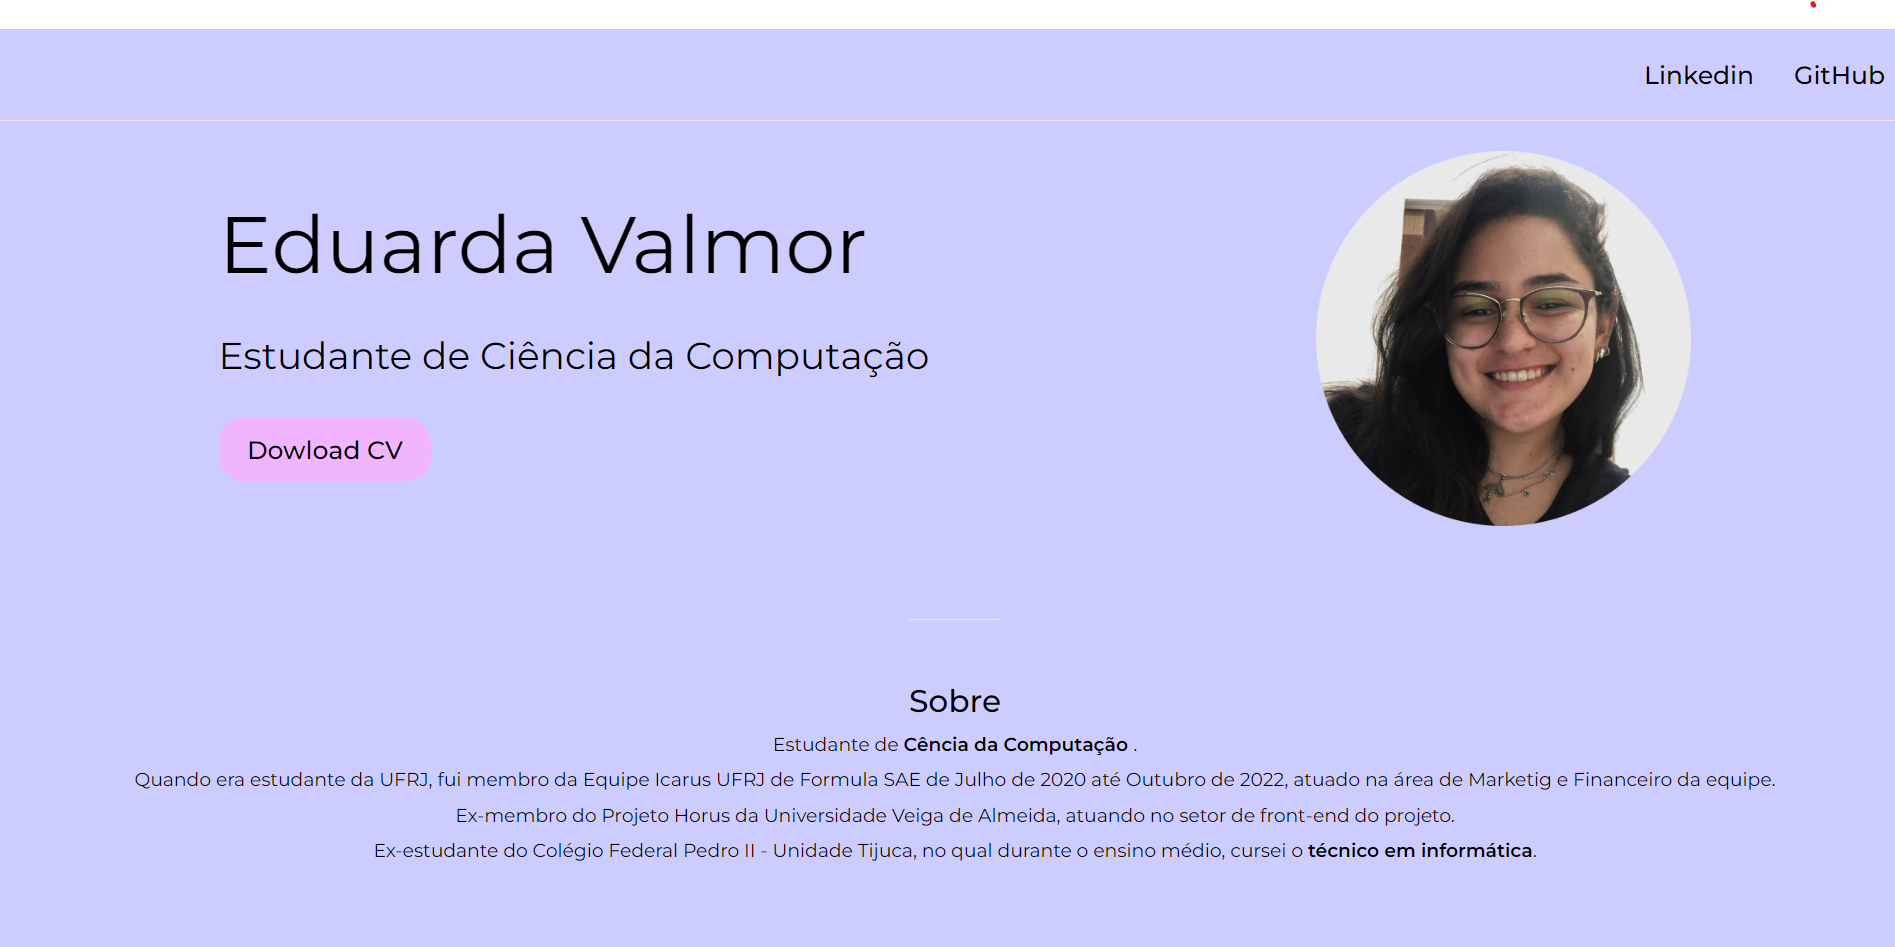 Linkedin GitHub
Eduarda Valmor
Estudante de Ciência da Computação
Dowload CV
Sobre
Estudante de Cência da Computação .
Quando era estudante da UFRJ, fui membro da Equipe Icarus UFRJ de Formula SAE de Julho de 2020 até Outubro de 2022, atuado na área de Marketig e Financeiro da equipe.
Ex-membro do Projeto Horus da Universidade Veiga de Almeida, atuando no setor de front-end do projeto.
Ex-estudante do Colégio Federal Pedro II - Unidade Tijuca, no qual durante o ensino médio, cursei o técnico em informática.